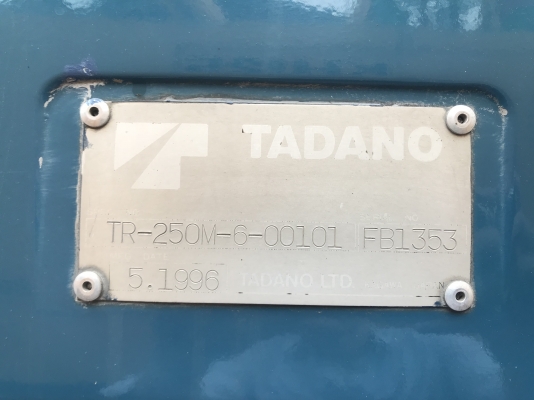 TADANO
TR-250M-6-00101 FB1353
5.1996 TADANO LTD.